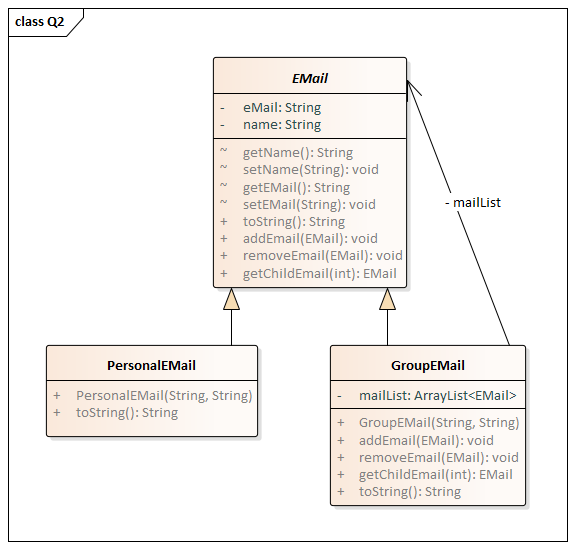 class Q2
EMail
- eMail: String
- name: String
~ getName(): String
~ setName(String): void
~ getEMail(): String
~ setEMail(String): void
+ toString(): String
+ addEmail(EMail): void
+ removeEmail(EMail): void
+ getChildEmail(int): EMail
- mailList
PersonalEMail
+ PersonalEMail(String, String)
+ toString(): String
GroupEMail
- mailList: ArrayList<EMail>
+ GroupEMail(String, String)
+ addEmail(EMail): void
+ removeEmail(EMail): void
+ getChildEmail(int): EMail
+ toString(): String